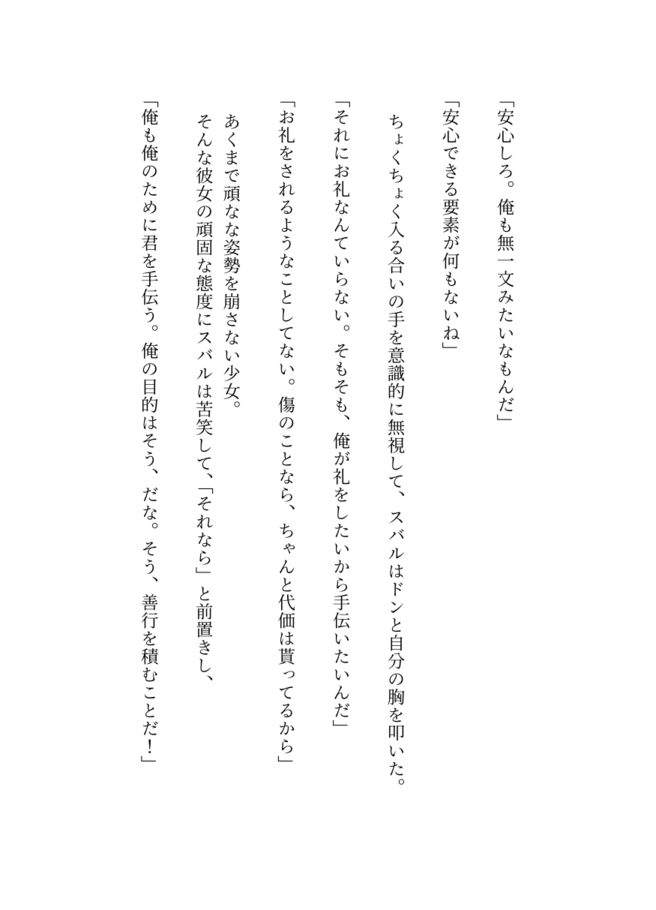 「安心しろ。俺も無一文みたいなもんだ」
「安心できる要素が何もないね」
ちょくちょく入る合いの手を意識的に無視して、スバルはドンと自分の胸を叩いた。
「それにお礼なんていらない。そもそも、俺が礼をしたいから手伝いたいんだ」
「お礼をされるようなことしてない。傷のことなら、ちゃんと代価は貰ってるから」
あくまで頑なな姿勢を崩さない少女。
そんな彼女の頑固な態度にスバルは苦笑して、「それなら」と前置きし、
「俺も俺のために君を手伝う。俺の目的はそう、だな。そう、善行を積むことだ！」